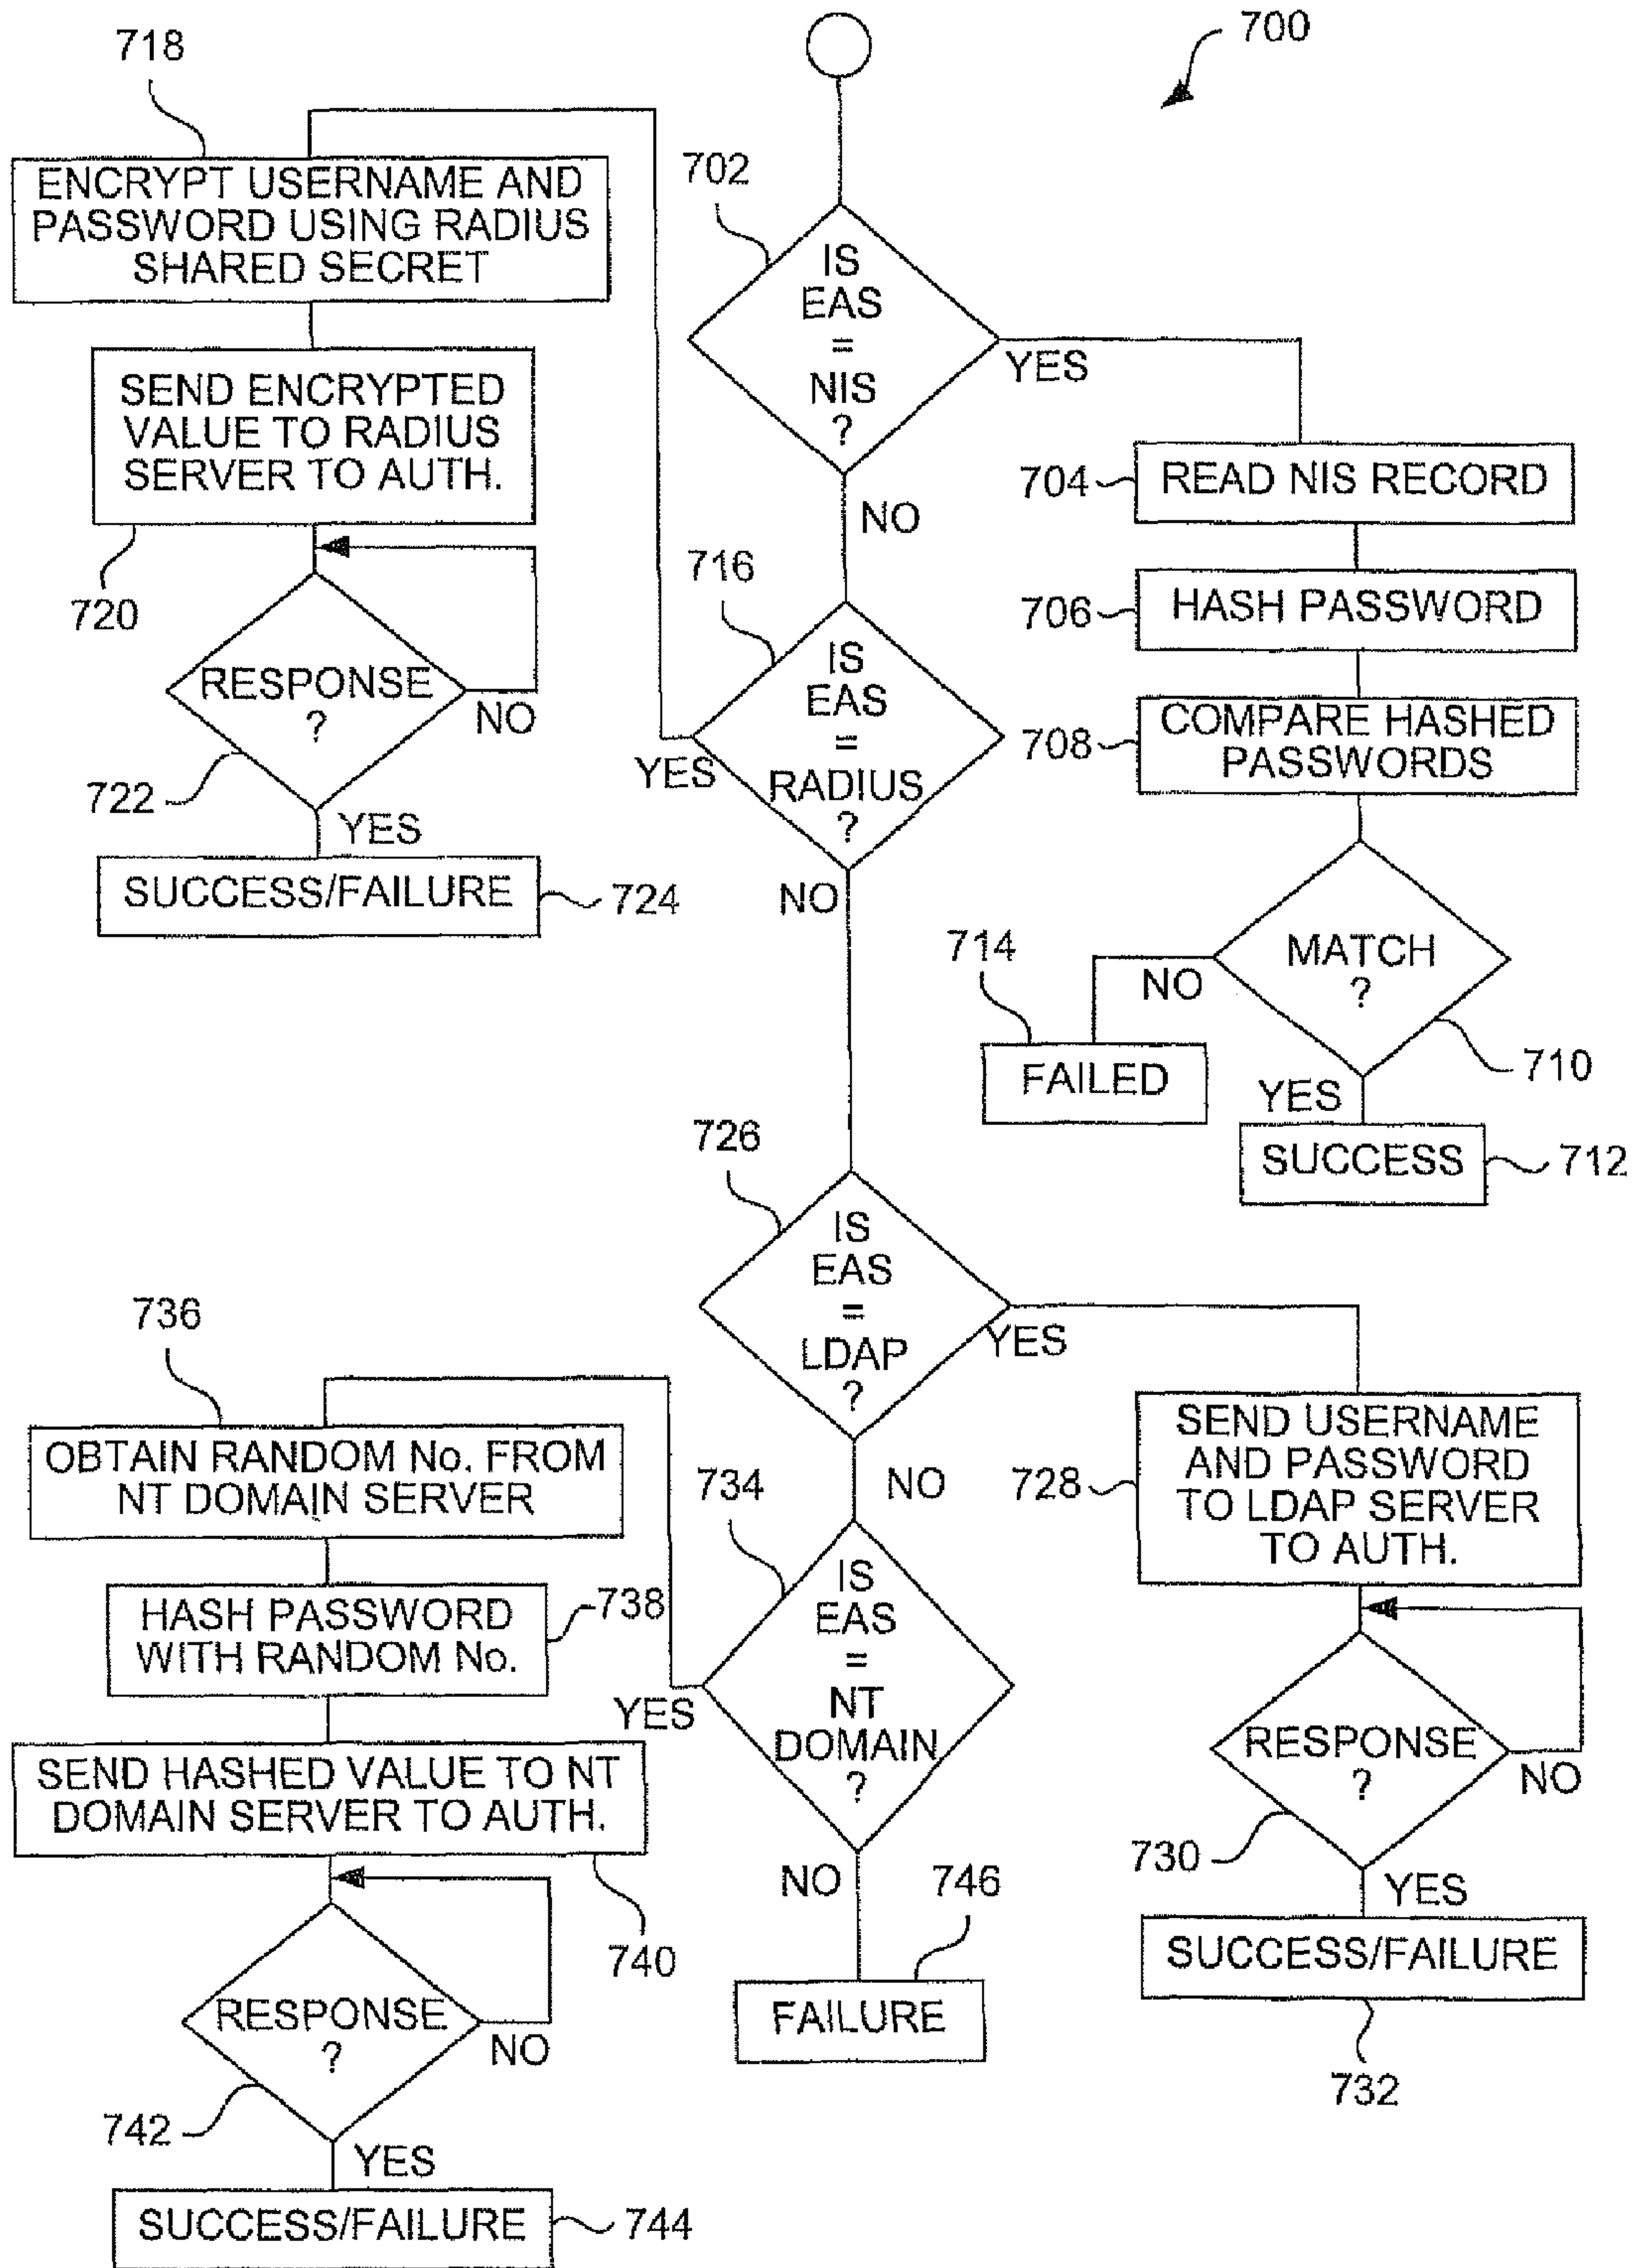 700
718
702
ENCRYPT USERNAME AND
PASSWORD USING RADIUS
SHARED SECRET
IS
EAS
=
NIS
?
YES
NO
SEND ENCRYPTED
VALUE TO RADIUS
SERVER TO AUTH.
720
704
READ NIS RECORD
706
HASH PASSWORD
708
COMPARE HASHED
PASSWORDS
716
IS
EAS
=
RADIUS
?
YES
NO
RESPONSE
?
NO
722
YES
SUCCESS/FAILURE
724
MATCH
?
710
NO
714
FAILED
YES
SUCCESS
712
726
IS
EAS
=
LDAP
?
YES
NO
736
OBTAIN RANDOM No. FROM
NT DOMAIN SERVER
HASH PASSWORD
WITH RANDOM No.
738
SEND HASHED VALUE TO NT
DOMAIN SERVER TO AUTH.
740
734
IS
EAS
=
NT
DOMAIN
?
YES
NO
746
FAILURE
728
SEND USERNAME
AND PASSWORD
TO LDAP SERVER
TO AUTH.
RESPONSE
?
NO
730
YES
SUCCESS/FAILURE
732
RESPONSE
?
NO
742
YES
SUCCESS/FAILURE
744